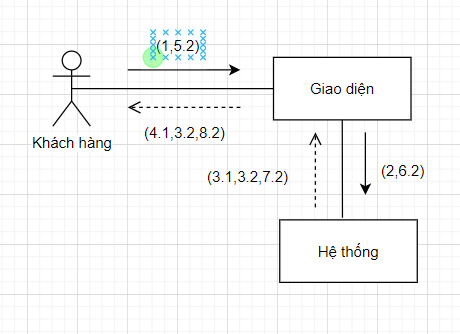 (1,5.2)
Giao diện
Khách hàng
(4.1,3.2,8.2)
(3.1,3.2,7.2)
(2,6.2)
Hệ thống